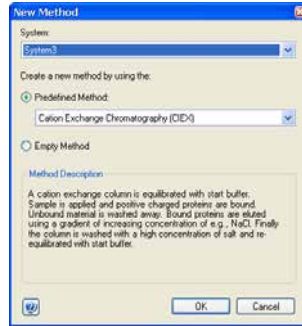 New Method
System:
System3
Create a new method by using the:
Predefined Method:
Cation Exchange Chromatography (CIEX)
Empty Method
Method Description
A cation exchange column is equilibrated with start buffer.
Sample is applied and positive charged proteins are bound.
Unbound material is washed away. Bound proteins are eluted
using a gradient of increasing concentration of e.g., NaCl. Finally
the column is washed with a high concentration of salt and re-
equilibrated with start buffer.
OK Cancel